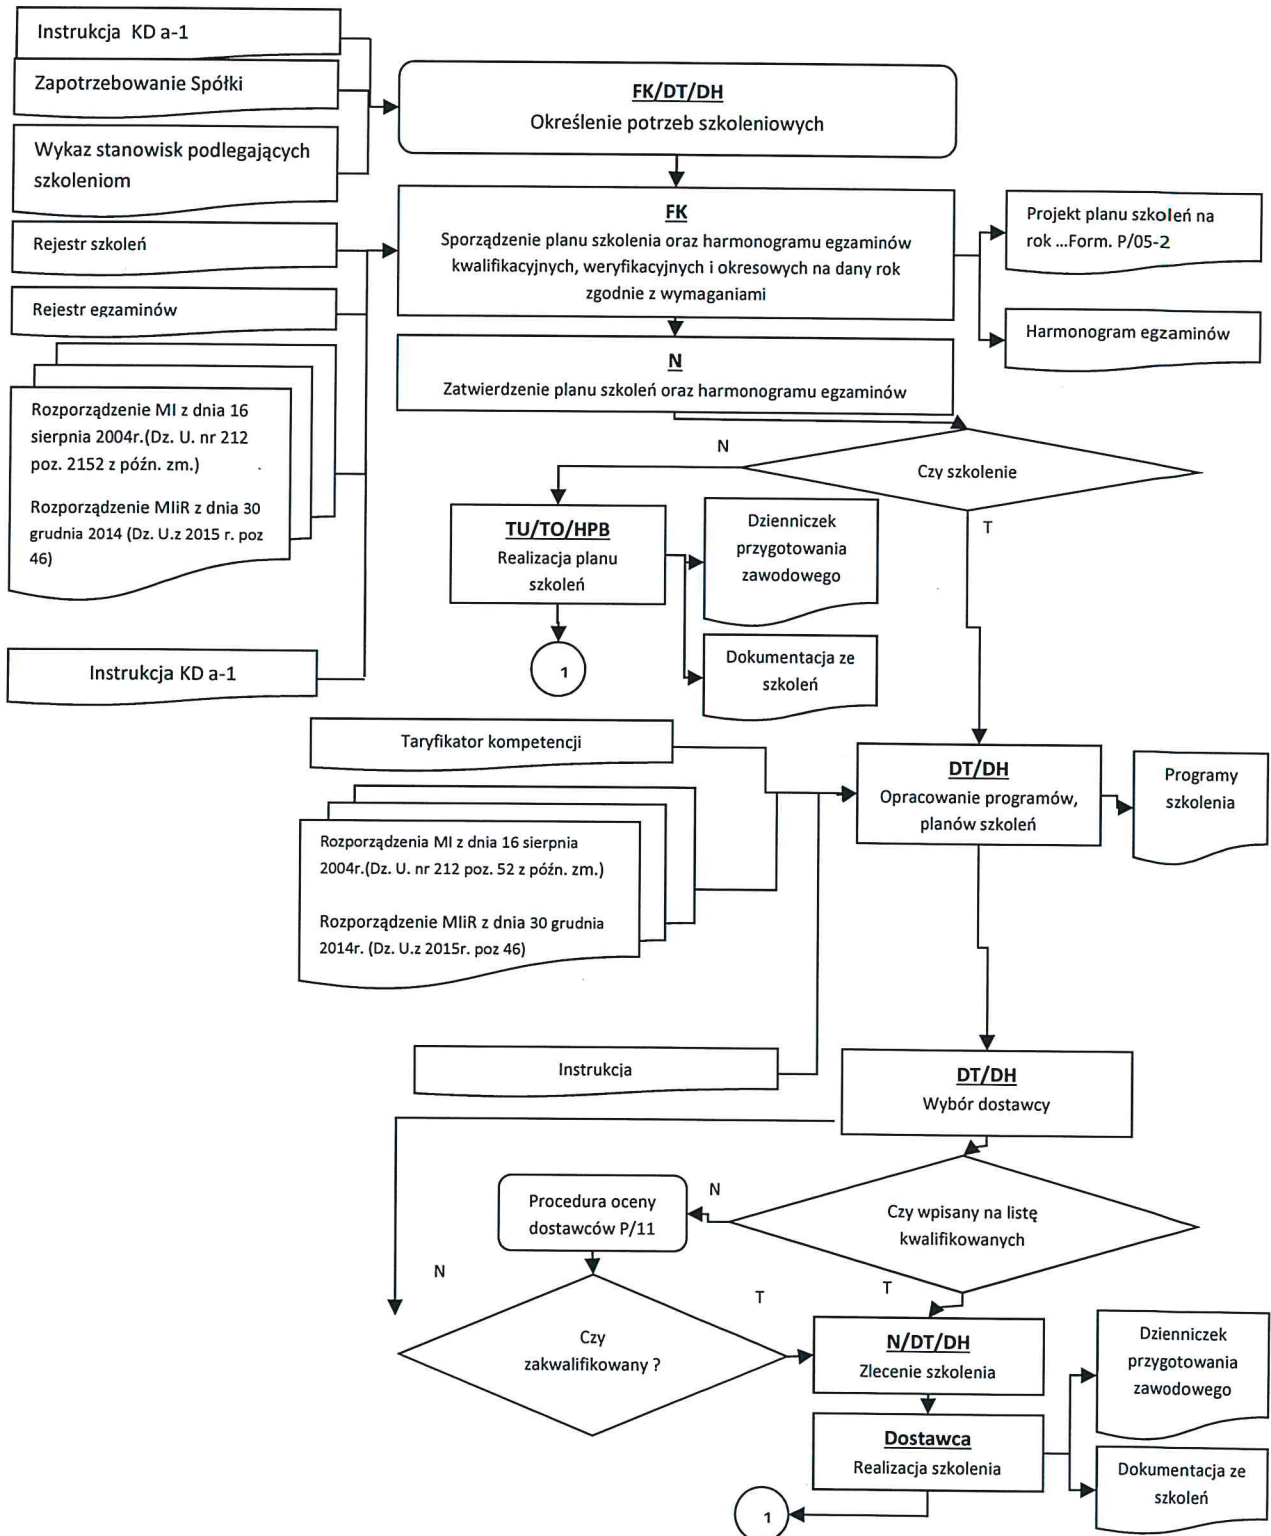 Instrukcja KD a-1
Zapotrzebowanie Spółki
Wykaz stanowisk podlegających
szkoleniom
FK/DT/DH
Określenie potrzeb szkoleniowych
Rejestr szkoleń
Rejestr egzaminów
FK
Sporządzenie planu szkolenia oraz harmonogramu egzaminów
kwalifikacyjnych, weryfikacyjnych i okresowych na dany rok
zgodnie z wymaganiami
Projekt planu szkoleń na
rok ...Form. P/05-2
Harmonogram egzaminów
N
Zatwierdzenie planu szkoleń oraz harmonogramu egzaminów
Rozporządzenie MI z dnia 16
sierpnia 2004r.(Dz. U. nr 212
poz. 2152 z późn. zm.)
Rozporządzenie MIiR z dnia 30
grudnia 2014 (Dz. U.z 2015 r. poz
46)
N
Czy szkolenie
T
TU/TO/HPB
Realizacja planu
szkoleń
Dzienniczek
przygotowania
zawodowego
1
Dokumentacja ze
szkoleń
Instrukcja KD a-1
Taryfikator kompetencji
DT/DH
Opracowanie programów,
planów szkoleń
Programy
szkolenia
Rozporządzenia MI z dnia 16 sierpnia
2004r.(Dz. U. nr 212 poz. 52 z późn. zm.)
Rozporządzenie MIiR z dnia 30 grudnia
2014r. (Dz. U.z 2015r. poz 46)
Instrukcja
DT/DH
Wybór dostawcy
Procedura oceny
dostawców P/11
N
Czy wpisany na listę
kwalifikowanych
N
T
T
Czy
zakwalifikowany ?
N/DT/DH
Zlecenie szkolenia
Dzienniczek
przygotowania
zawodowego
Dostawca
Realizacja szkolenia
Dokumentacja ze
szkoleń
1